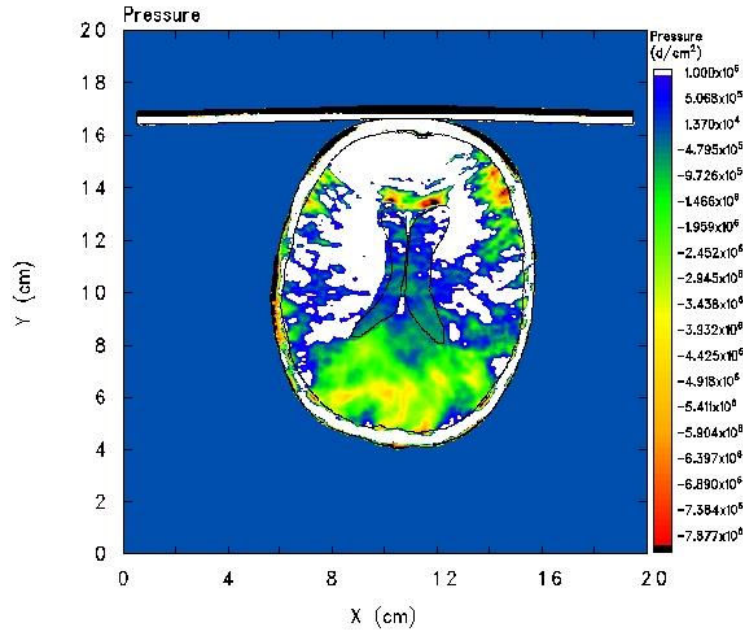 Pressure
Pressure
(d/cm²)
1.000x10⁶
5.068x10⁵
1.370x10⁴
-4.795x10⁵
-9.726x10⁵
-1.466x10⁶
-1.959x10⁶
-2.452x10⁶
-2.945x10⁶
-3.438x10⁶
-3.932x10⁶
-4.425x10⁶
-4.918x10⁶
-5.411x10⁶
-5.904x10⁶
-6.397x10⁶
-6.890x10⁶
-7.384x10⁶
-7.877x10⁶
20
18
16
14
12
10
8
6
4
2
0
Y (cm)
0 4 8 12 16 20
X (cm)